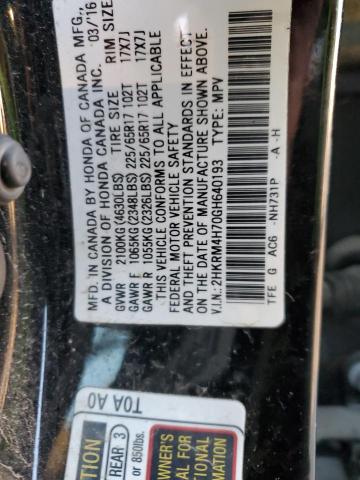 MFD. IN CANADA BY HONDA OF CANADA MFG.,
A DIVISION OF HONDA CANADA INC. 03/16
GVWR 2100KG (4630LBS) TIRE SIZE RIM SIZE
GAWR F 1065KG (2348LBS) 225/65R17 102T 17X7J
GAWR R 1055KG (2326LBS) 225/65R17 102T 17X7J
THIS VEHICLE CONFORMS TO ALL APPLICABLE
FEDERAL MOTOR VEHICLE SAFETY
AND THEFT PREVENTION STANDARDS IN EFFECT
ON THE DATE OF MANUFACTURE SHOWN ABOVE.
V.I.N.: 2HKRM4H70GH640193 TYPE: MPV
TFE G AC6 -NH731P -A -H
T0A A0
REAR 3
or 850lbs.
OWNER'S
FOR